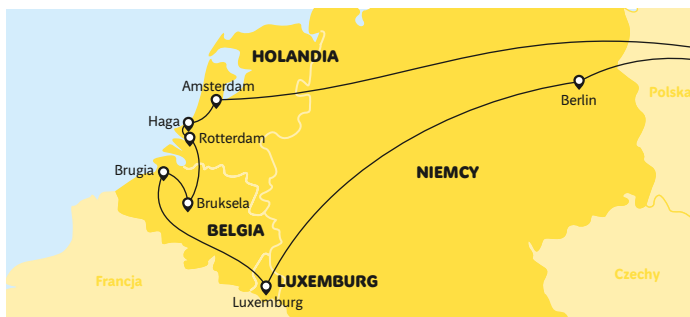 HOLANDIA
Amsterdam
Polska
Berlin
Haga
Rotterdam
Brugia
NIEMCY
Bruksela
BELGIA
Francja
LUXEMBURG
Czechy
Luxemburg